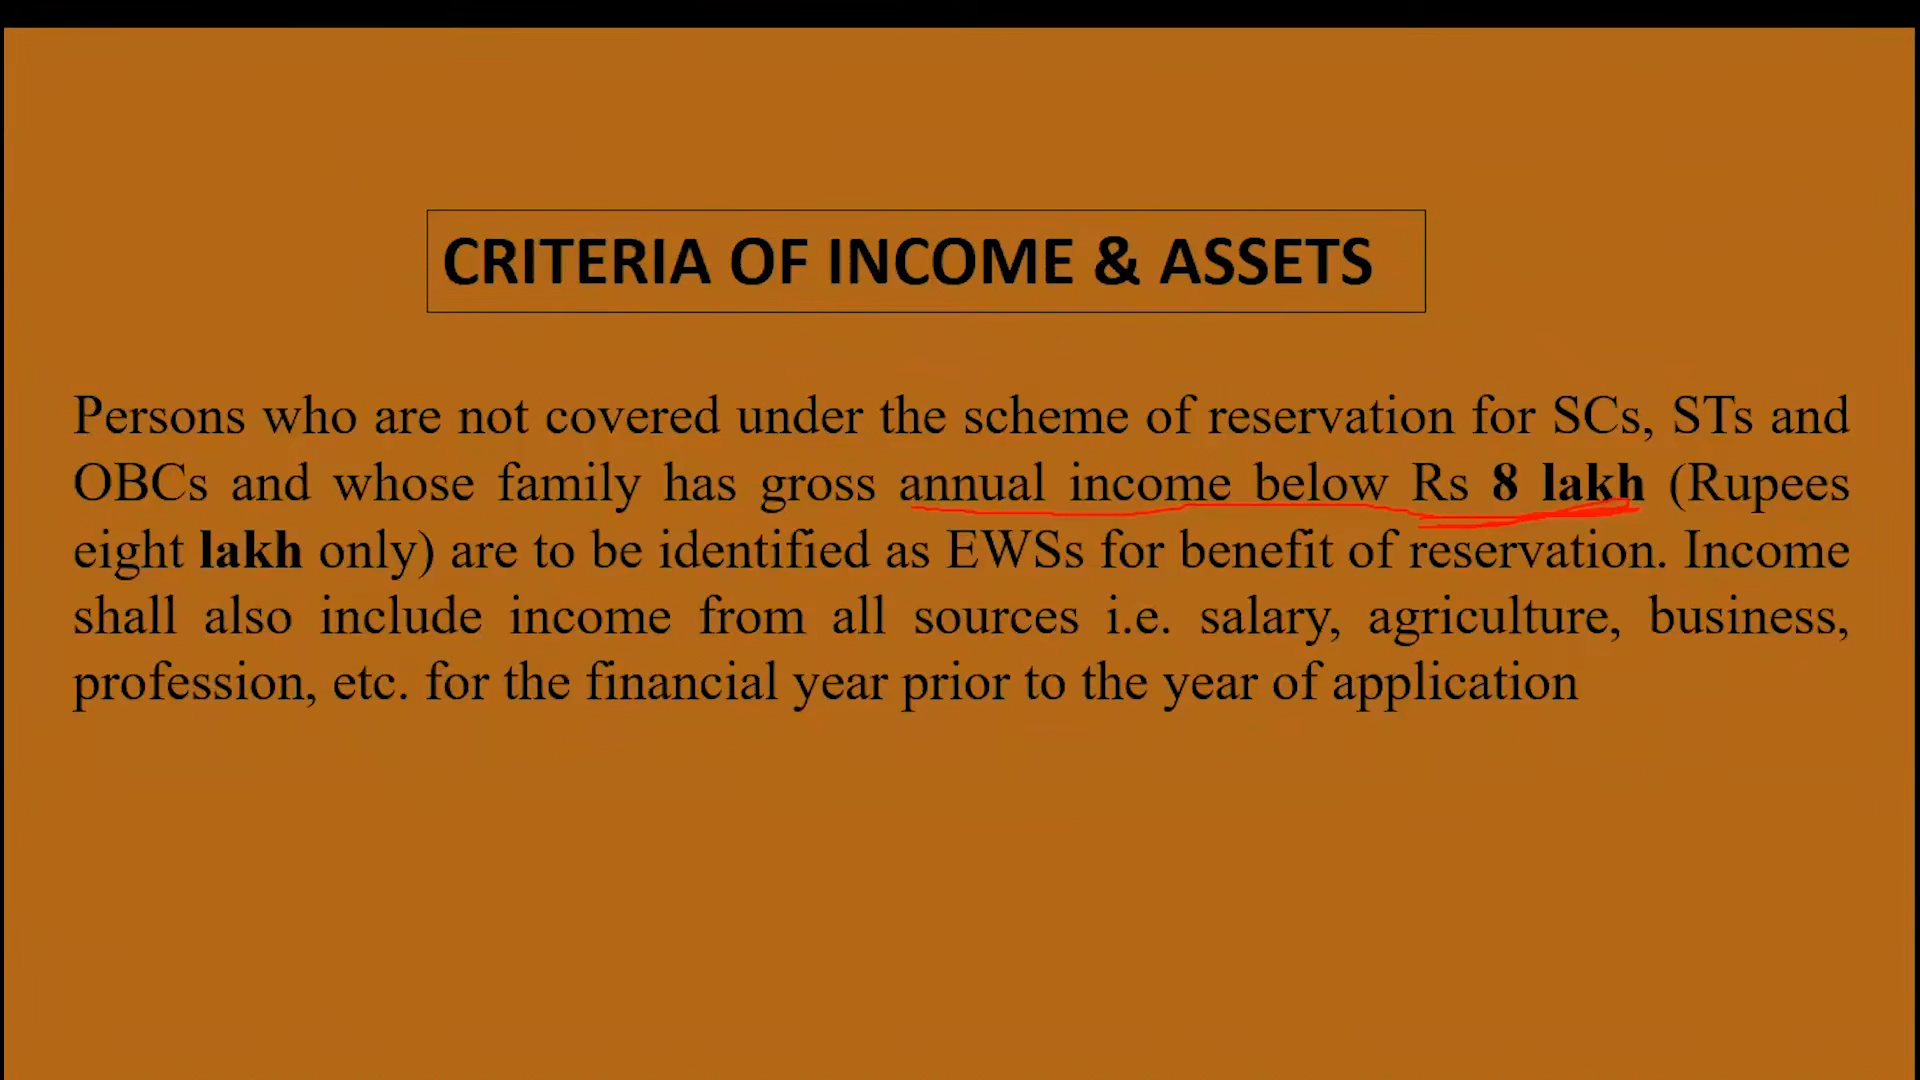 CRITERIA OF INCOME & ASSETS
Persons who are not covered under the scheme of reservation for SCs, STs and
OBCs and whose family has gross annual income below Rs 8 lakh (Rupees
eight lakh only) are to be identified as EWSs for benefit of reservation. Income
shall also include income from all sources i.e. salary, agriculture, business,
profession, etc. for the financial year prior to the year of application